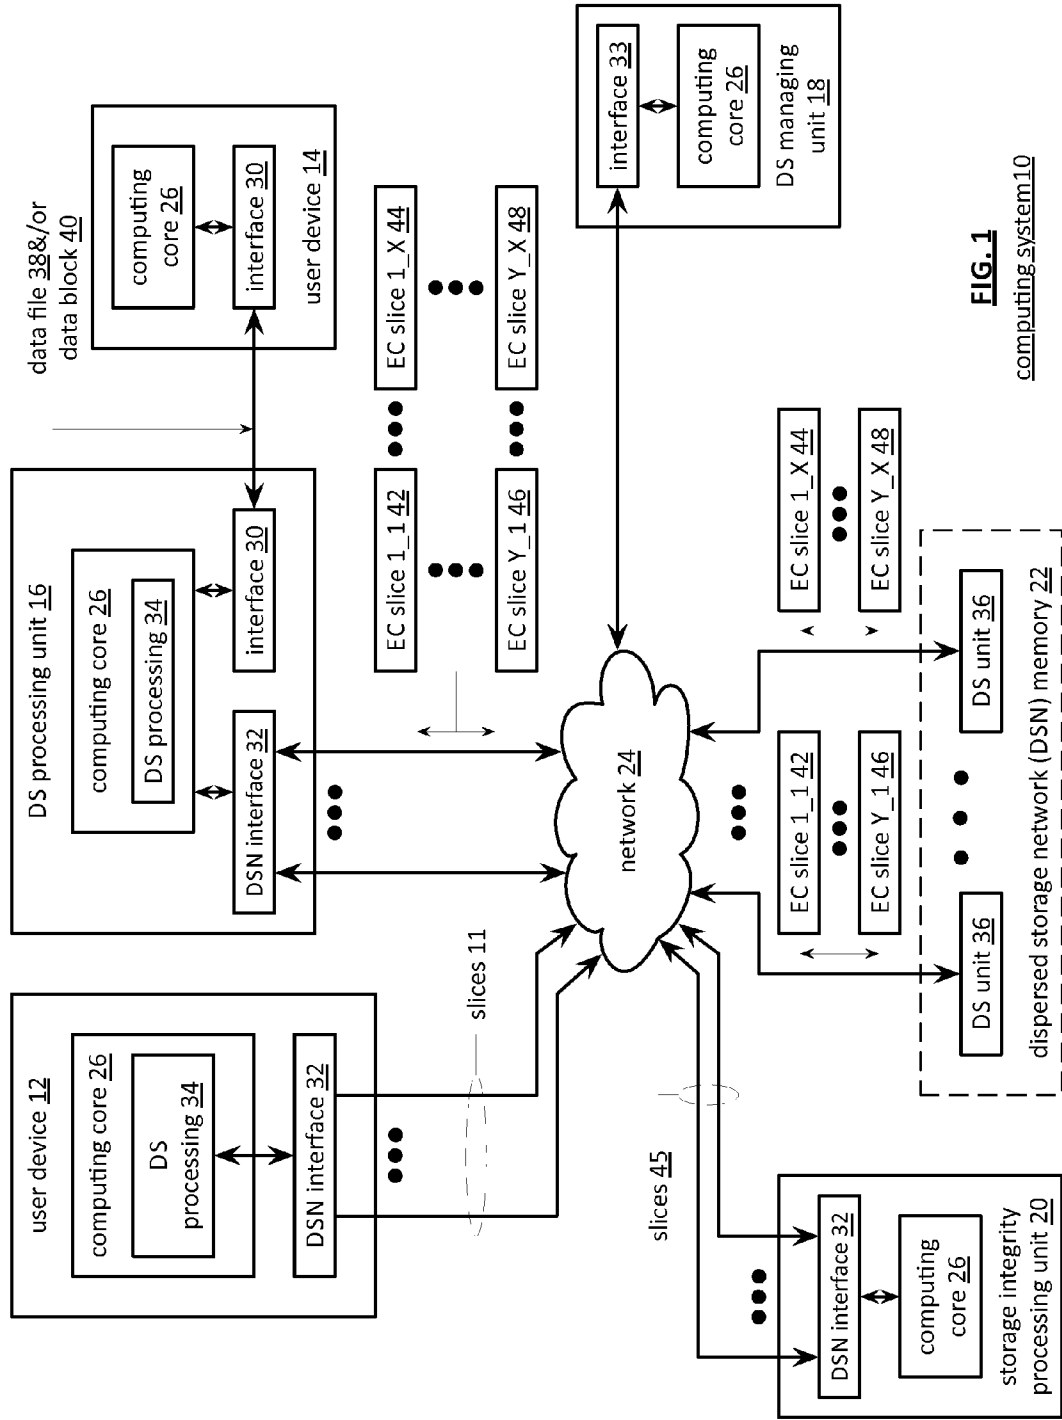 user device 12
computing core 26
DS
processing 34
DSN interface 32
slices 11
DS processing unit 16
computing core 26
DS processing 34
DSN interface 32
interface 30
data file 38&/or
data block 40
computing
core 26
interface 30
user device 14
EC slice 1_1 42
EC slice 1_X 44
EC slice Y_1 46
EC slice Y_X 48
network 24
interface 33
computing
core 26
DS managing
unit 18
slices 45
DSN interface 32
computing
core 26
storage integrity
processing unit 20
EC slice 1_1 42
EC slice 1_X 44
EC slice Y_1 46
EC slice Y_X 48
DS unit 36
DS unit 36
dispersed storage network (DSN) memory 22
FIG. 1
computing system10